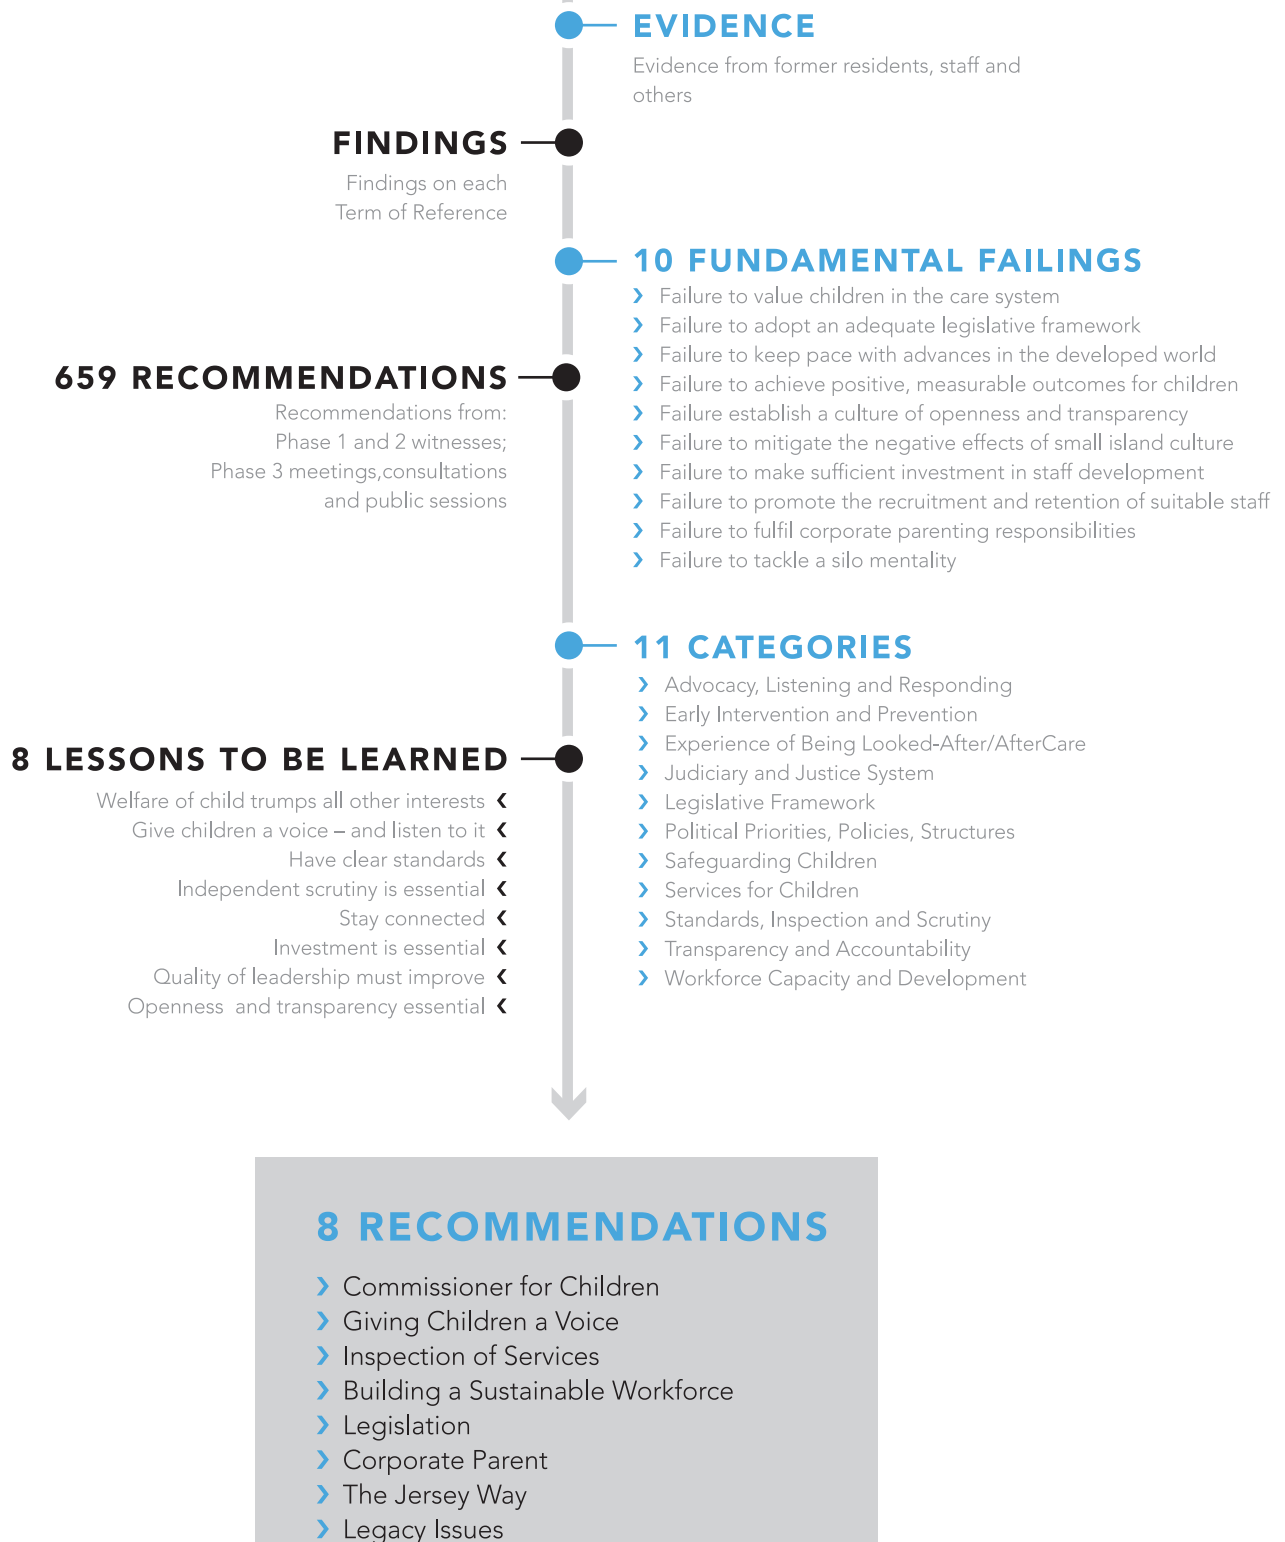 EVIDENCE
Evidence from former residents, staff and
others
FINDINGS
Findings on each
Term of Reference
10 FUNDAMENTAL FAILINGS
Failure to value children in the care system
Failure to adopt an adequate legislative framework
Failure to keep pace with advances in the developed world
Failure to achieve positive, measurable outcomes for children
Failure establish a culture of openness and transparency
Failure to mitigate the negative effects of small island culture
Failure to make sufficient investment in staff development
Failure to promote the recruitment and retention of suitable staff
Failure to fulfil corporate parenting responsibilities
Failure to tackle a silo mentality
659 RECOMMENDATIONS
Recommendations from:
Phase 1 and 2 witnesses;
Phase 3 meetings,consultations
and public sessions
11 CATEGORIES
Advocacy, Listening and Responding
Early Intervention and Prevention
Experience of Being Looked-After/AfterCare
Judiciary and Justice System
Legislative Framework
Political Priorities, Policies, Structures
Safeguarding Children
Services for Children
Standards, Inspection and Scrutiny
Transparency and Accountability
Workforce Capacity and Development
8 LESSONS TO BE LEARNED
Welfare of child trumps all other interests
Give children a voice – and listen to it
Have clear standards
Independent scrutiny is essential
Stay connected
Investment is essential
Quality of leadership must improve
Openness and transparency essential
8 RECOMMENDATIONS
Commissioner for Children
Giving Children a Voice
Inspection of Services
Building a Sustainable Workforce
Legislation
Corporate Parent
The Jersey Way
Legacy Issues